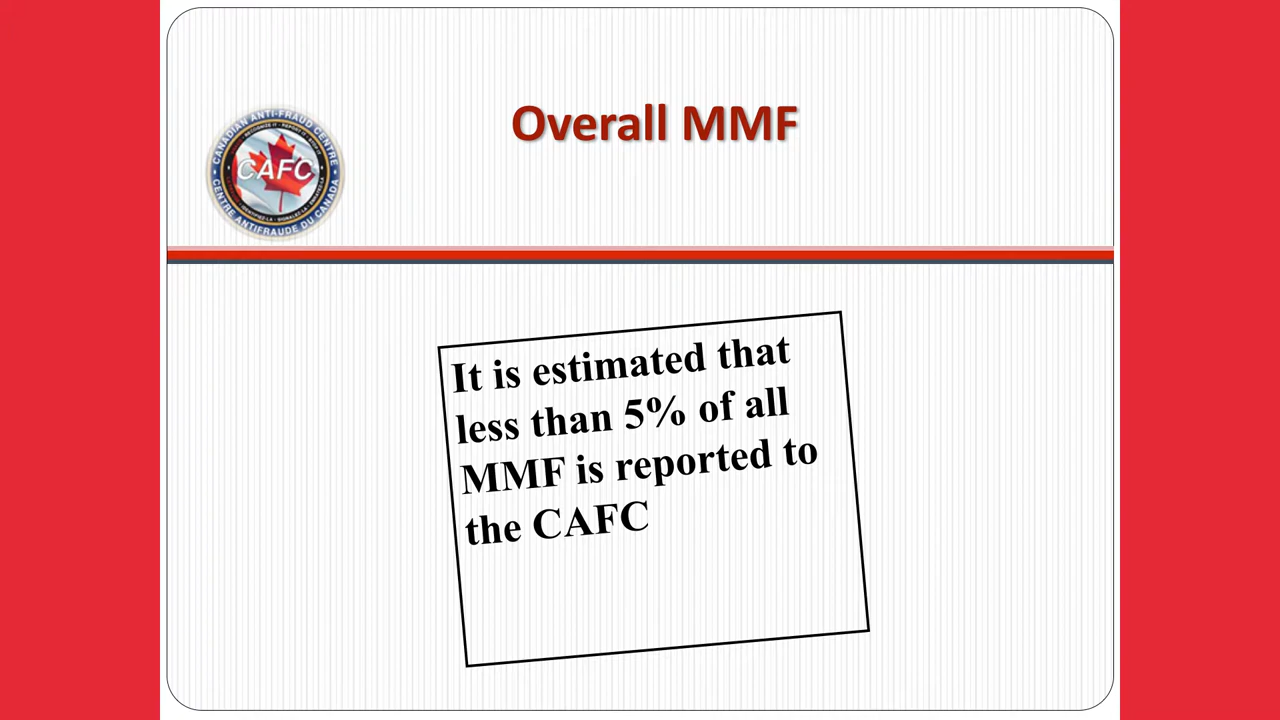 Overall MMF
CANADIAN ANTI-FRAUD CENTRE
CAFC
CENTRE ANTIFRAUDE DU CANADA
It is estimated that
less than 5% of all
MMF is reported to
the CAFC